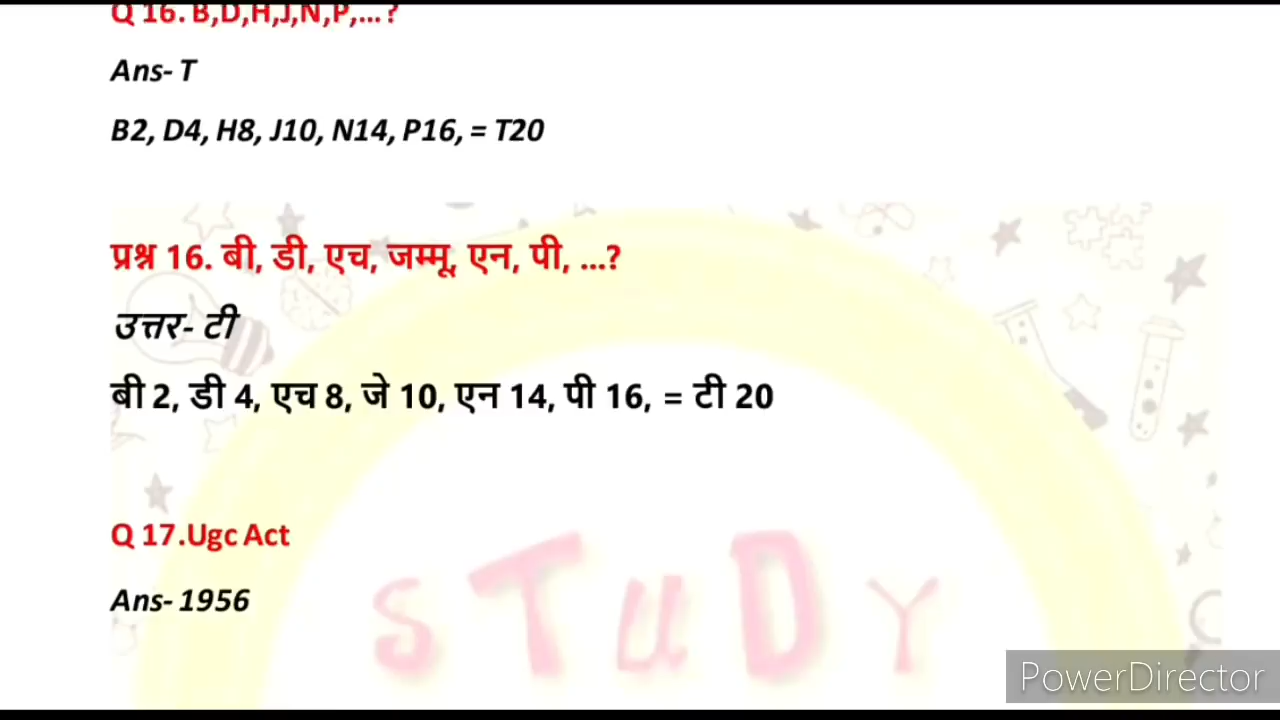 Q 16. B,D,H,J,N,P,...?
Ans- T
B2, D4, H8, J10, N14, P16, = T20
प्रश्न 16. बी, डी, एच, जम्मू, एन, पी, ...?
उत्तर- टी
बी 2, डी 4, एच 8, जे 10, एन 14, पी 16, = टी 20
Q 17.Ugc Act
Ans- 1956
STuDY
PowerDirector